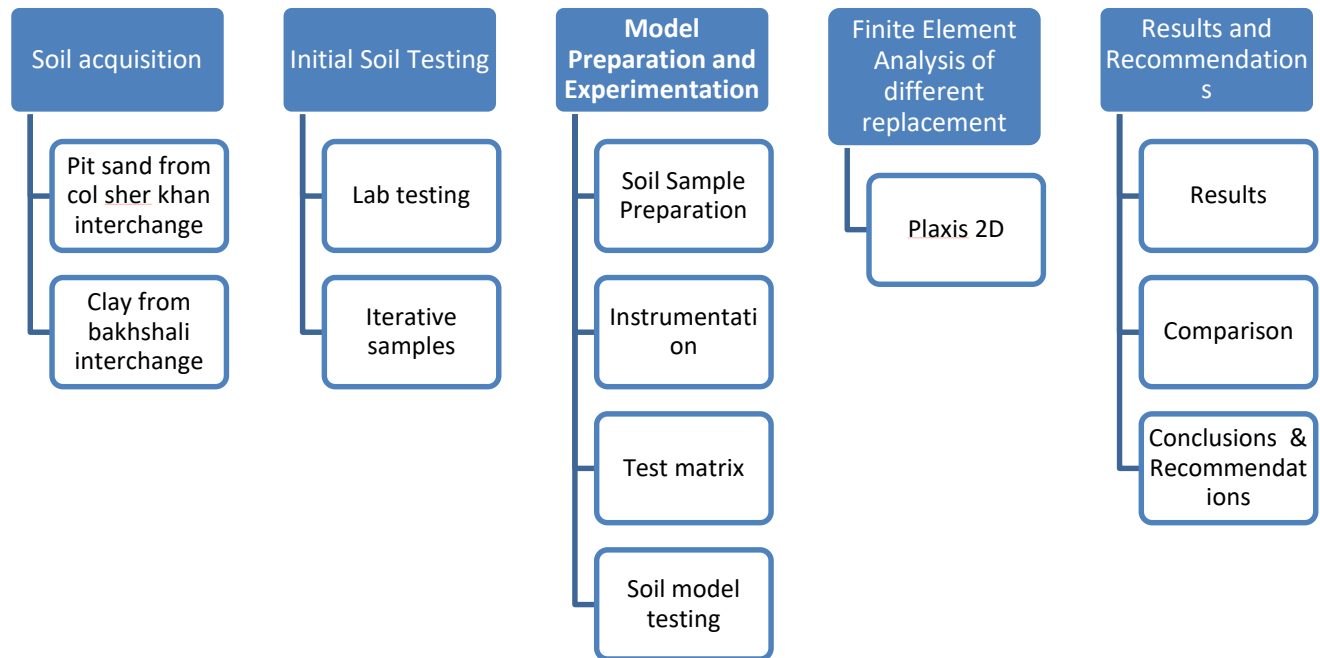 Soil acquisition
Pit sand from
col sher khan
interchange
Clay from
bakhshali
interchange
Initial Soil Testing
Lab testing
Iterative
samples
Model
Preparation and
Experimentation
Soil Sample
Preparation
Instrumentati
on
Test matrix
Soil model
testing
Finite Element
Analysis of
different
replacement
Plaxis 2D
Results and
Recommendation
s
Results
Comparison
Conclusions &
Recommendat
ions